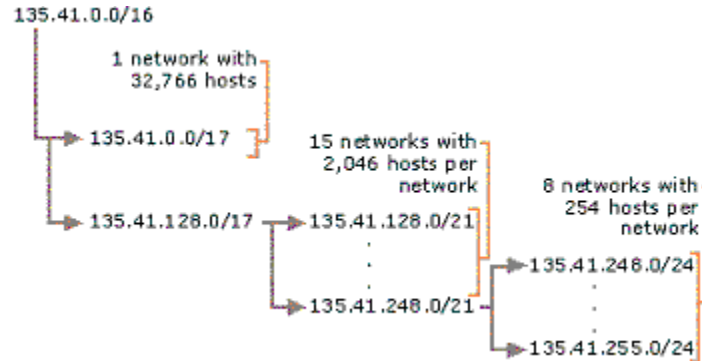 135.41.0.0/16
1 network with
32,766 hosts
135.41.0.0/17
15 networks with
2,046 hosts per
network
8 networks with
254 hosts per
network
135.41.128.0/17
135.41.128.0/21
135.41.248.0/24
135.41.248.0/21
135.41.255.0/24